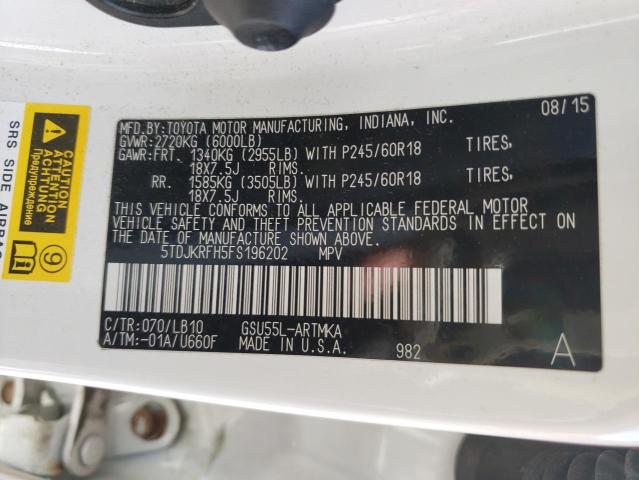 MFD.BY:TOYOTA MOTOR MANUFACTURING, INDIANA, INC. 08/15
GVWR:2720KG (6000LB)
GAWR:FRT. 1340KG (2955LB) WITH P245/60R18 TIRES,
18X7.5J RIMS.
RR. 1585KG (3505LB) WITH P245/60R18 TIRES,
18X7.5J RIMS.
THIS VEHICLE CONFORMS TO ALL APPLICABLE FEDERAL MOTOR
VEHICLE SAFETY AND THEFT PREVENTION STANDARDS IN EFFECT
ON THE DATE OF MANUFACTURE SHOWN ABOVE.
5TDJKRFH5FS196202 MPV
C/TR:070/LB10 GSU55L-ARTMKA
A/TM:-01A/U660F MADE IN U.S.A. 982 A
SRS SIDE AIRBAG
ATTENTION
ACHTUNG
Предупреждение
9